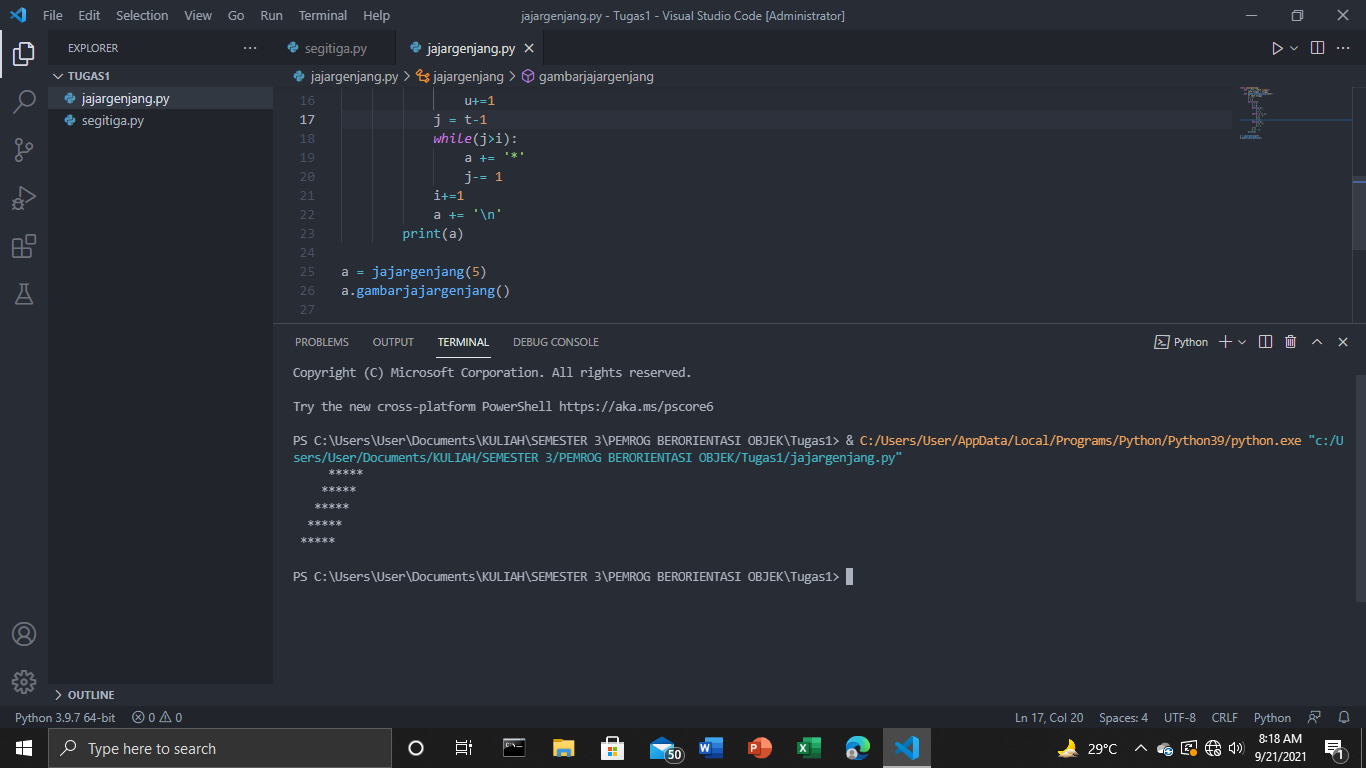 File Edit Selection View Go Run Terminal Help
jajargenjang.py - Tugas1 - Visual Studio Code [Administrator]
EXPLORER
segitiga.py
jajargenjang.py
TUGAS1
jajargenjang.py
segitiga.py
jajargenjang.py > jajargenjang > gambarjajargenjang
16 u+=1
17 j = t-1
18 while(j>i):
19 a += '*'
20 j-= 1
21 i+=1
22 a += '\n'
23 print(a)
24
25 a = jajargenjang(5)
26 a.gambarjajargenjang()
27
PROBLEMS OUTPUT TERMINAL DEBUG CONSOLE
Python
Copyright (C) Microsoft Corporation. All rights reserved.
Try the new cross-platform PowerShell https://aka.ms/pscore6
PS C:\Users\User\Documents\KULIAH\SEMESTER 3\PEMROG BERORIENTASI OBJEK\Tugas1> & C:/Users/User/AppData/Local/Programs/Python/Python39/python.exe "c:/U
sers/User/Documents/KULIAH/SEMESTER 3/PEMROG BERORIENTASI OBJEK/Tugas1/jajargenjang.py"
     *****
    *****
   *****
  *****
 *****
PS C:\Users\User\Documents\KULIAH\SEMESTER 3\PEMROG BERORIENTASI OBJEK\Tugas1>
OUTLINE
Python 3.9.7 64-bit 0 0
Ln 17, Col 20 Spaces: 4 UTF-8 CRLF Python
Type here to search
50
29°C
8:18 AM
9/21/2021
1